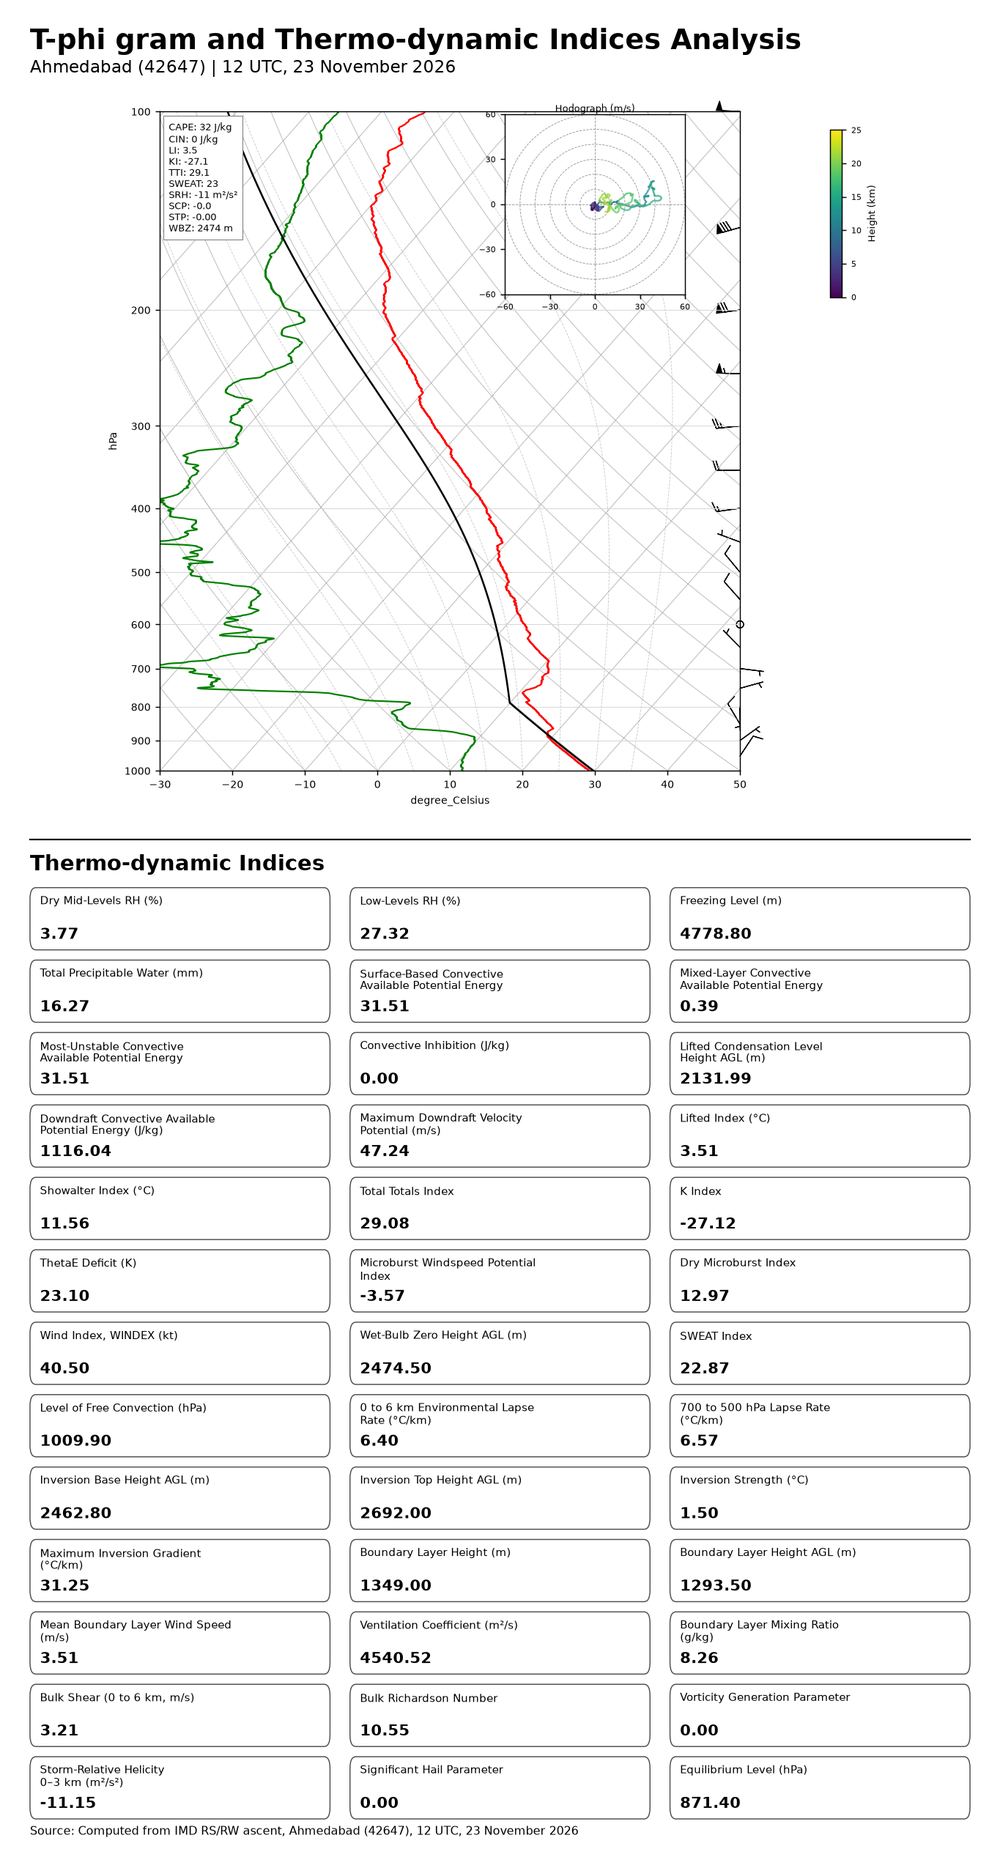 T-phi gram and Thermo-dynamic Indices Analysis
Ahmedabad (42647) | 12 UTC, 23 November 2026
Hodograph (m/s)
CAPE: 32 J/kg
CIN: 0 J/kg
LI: 3.5
KI: -27.1
TTI: 29.1
SWEAT: 23
SRH: -11 m²/s²
SCP: -0.0
STP: -0.00
WBZ: 2474 m
100
200
300
400
500
600
700
800
900
1000
hPa
−30 −20 −10 0 10 20 30 40 50
degree_Celsius
60
30
0
−30
−60
−60 −30 0 30 60
25
20
15
10
5
0
Height (km)
Thermo-dynamic Indices
Dry Mid-Levels RH (%)
3.77
Low-Levels RH (%)
27.32
Freezing Level (m)
4778.80
Total Precipitable Water (mm)
16.27
Surface-Based Convective
Available Potential Energy
31.51
Mixed-Layer Convective
Available Potential Energy
0.39
Most-Unstable Convective
Available Potential Energy
31.51
Convective Inhibition (J/kg)
0.00
Lifted Condensation Level
Height AGL (m)
2131.99
Downdraft Convective Available
Potential Energy (J/kg)
1116.04
Maximum Downdraft Velocity
Potential (m/s)
47.24
Lifted Index (°C)
3.51
Showalter Index (°C)
11.56
Total Totals Index
29.08
K Index
-27.12
ThetaE Deficit (K)
23.10
Microburst Windspeed Potential
Index
-3.57
Dry Microburst Index
12.97
Wind Index, WINDEX (kt)
40.50
Wet-Bulb Zero Height AGL (m)
2474.50
SWEAT Index
22.87
Level of Free Convection (hPa)
1009.90
0 to 6 km Environmental Lapse
Rate (°C/km)
6.40
700 to 500 hPa Lapse Rate
(°C/km)
6.57
Inversion Base Height AGL (m)
2462.80
Inversion Top Height AGL (m)
2692.00
Inversion Strength (°C)
1.50
Maximum Inversion Gradient
(°C/km)
31.25
Boundary Layer Height (m)
1349.00
Boundary Layer Height AGL (m)
1293.50
Mean Boundary Layer Wind Speed
(m/s)
3.51
Ventilation Coefficient (m²/s)
4540.52
Boundary Layer Mixing Ratio
(g/kg)
8.26
Bulk Shear (0 to 6 km, m/s)
3.21
Bulk Richardson Number
10.55
Vorticity Generation Parameter
0.00
Storm-Relative Helicity
0–3 km (m²/s²)
-11.15
Significant Hail Parameter
0.00
Equilibrium Level (hPa)
871.40
Source: Computed from IMD RS/RW ascent, Ahmedabad (42647), 12 UTC, 23 November 2026